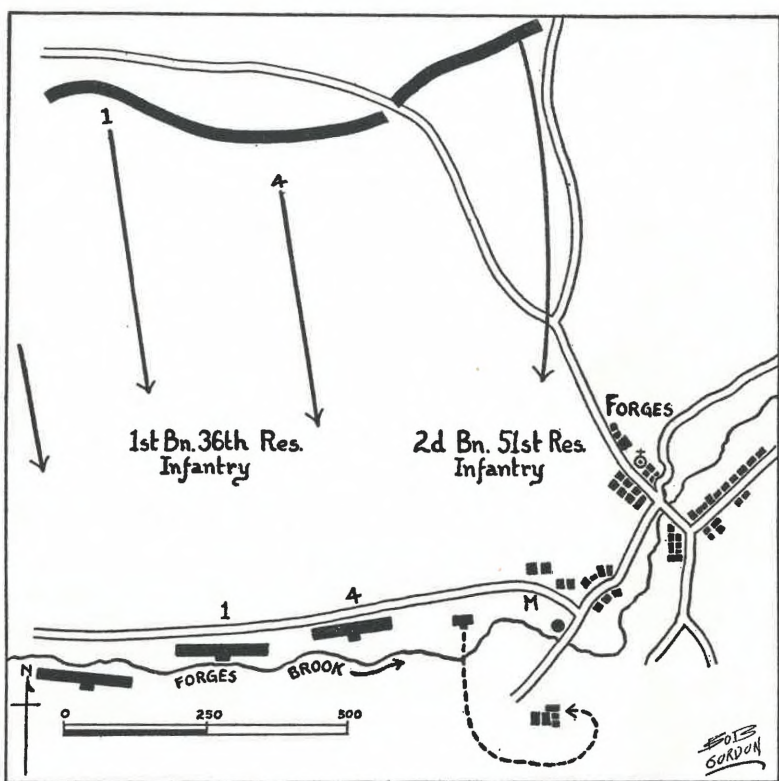 1
4
FORGES
1st Bn. 36th Res.
Infantry
2d Bn. 51st Res.
Infantry
4
1
M
FORGES BROOK
N
0 250 500
BOB
GORDON